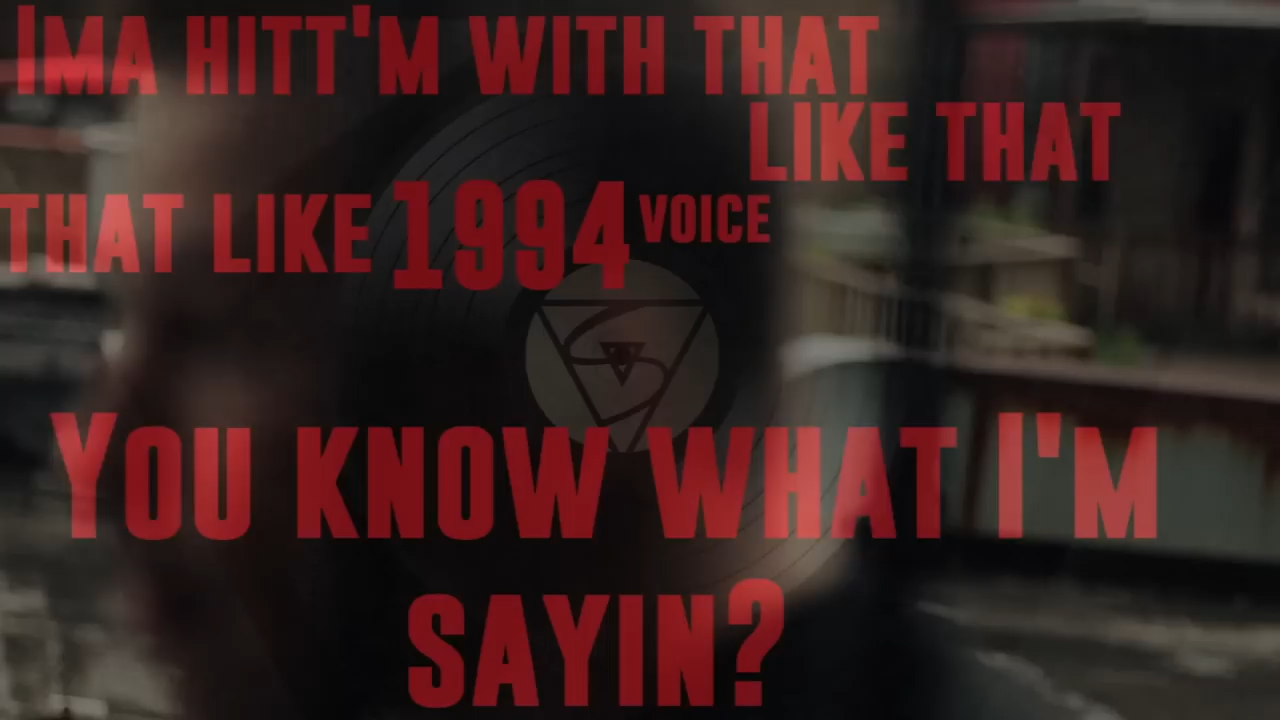 IMA HITT'M WITH THAT
LIKE THAT
THAT LIKE 1994 VOICE
YOU KNOW WHAT I'M
SAYIN?